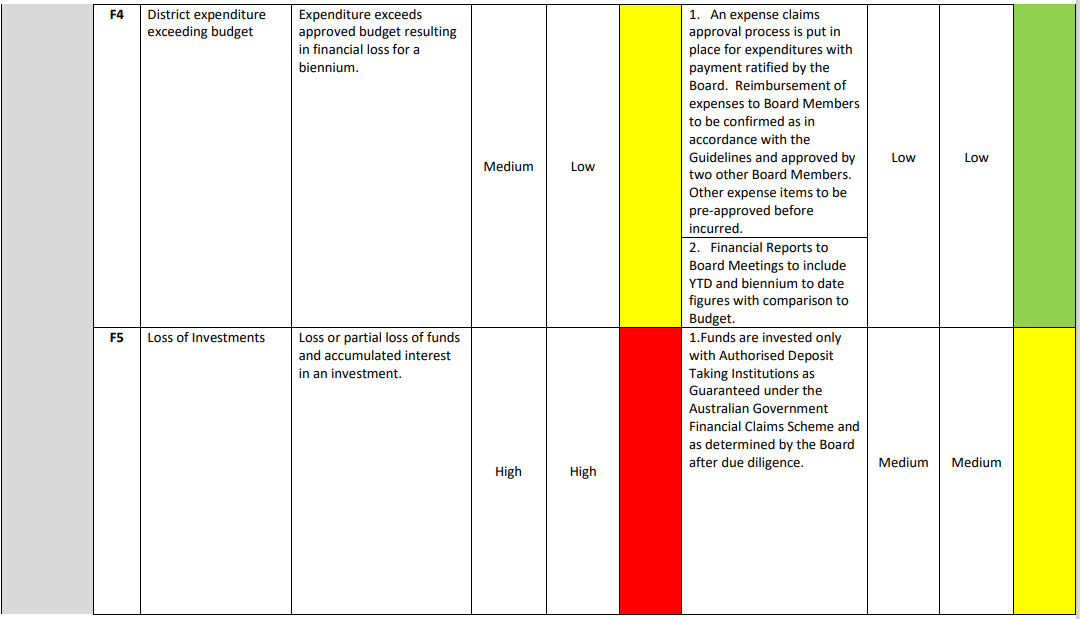 F4
District expenditure
exceeding budget
Expenditure exceeds
approved budget resulting
in financial loss for a
biennium.
Medium
Low
1. An expense claims
approval process is put in
place for expenditures with
payment ratified by the
Board. Reimbursement of
expenses to Board Members
to be confirmed as in
accordance with the
Guidelines and approved by
two other Board Members.
Other expense items to be
pre-approved before
incurred.
2. Financial Reports to
Board Meetings to include
YTD and biennium to date
figures with comparison to
Budget.
Low
Low
F5
Loss of Investments
Loss or partial loss of funds
and accumulated interest
in an investment.
High
High
1.Funds are invested only
with Authorised Deposit
Taking Institutions as
Guaranteed under the
Australian Government
Financial Claims Scheme and
as determined by the Board
after due diligence.
Medium
Medium